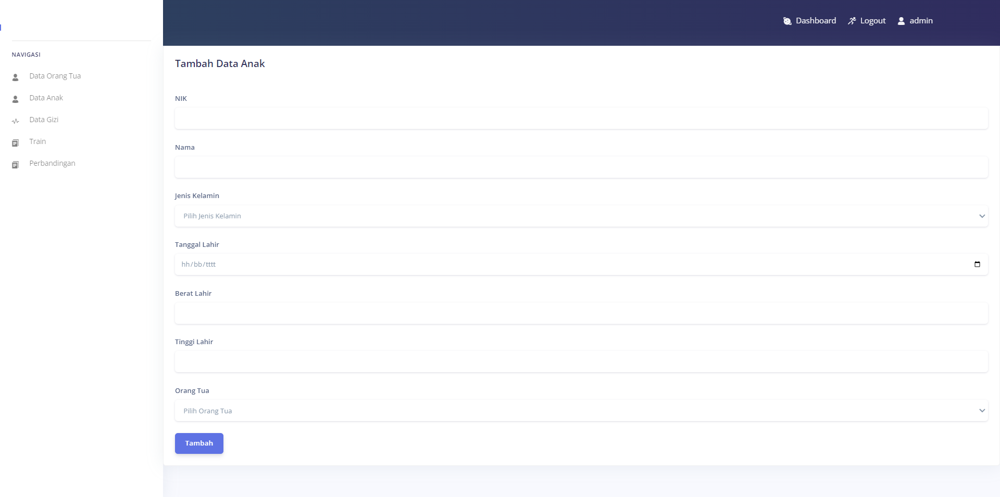 Dashboard Logout admin
NAVIGASI
Data Orang Tua
Data Anak
Data Gizi
Train
Perbandingan
Tambah Data Anak
NIK
Nama
Jenis Kelamin
Pilih Jenis Kelamin
Tanggal Lahir
hh/bb/tttt
Berat Lahir
Tinggi Lahir
Orang Tua
Pilih Orang Tua
Tambah